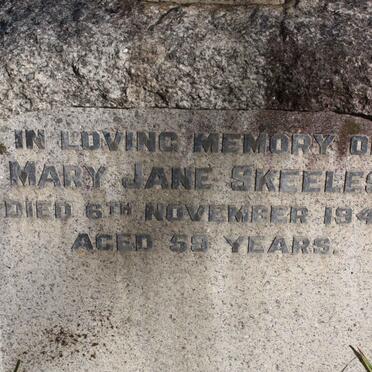 IN LOVING MEMORY O
MARY JANE SKEELES
DIED 6TH NOVEMBER 194
AGED 59 YEARS.